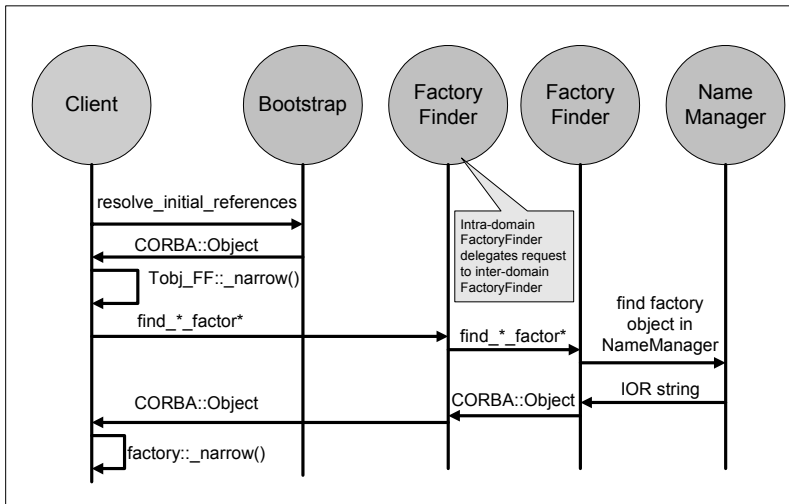 Client
Bootstrap
Factory
Finder
Factory
Finder
Name
Manager
resolve_initial_references
CORBA::Object
Tobj_FF::_narrow()
Intra-domain
FactoryFinder
delegates request
to inter-domain
FactoryFinder
find_*_factor*
find_*_factor*
find factory
object in
NameManager
IOR string
CORBA::Object
CORBA::Object
factory::_narrow()